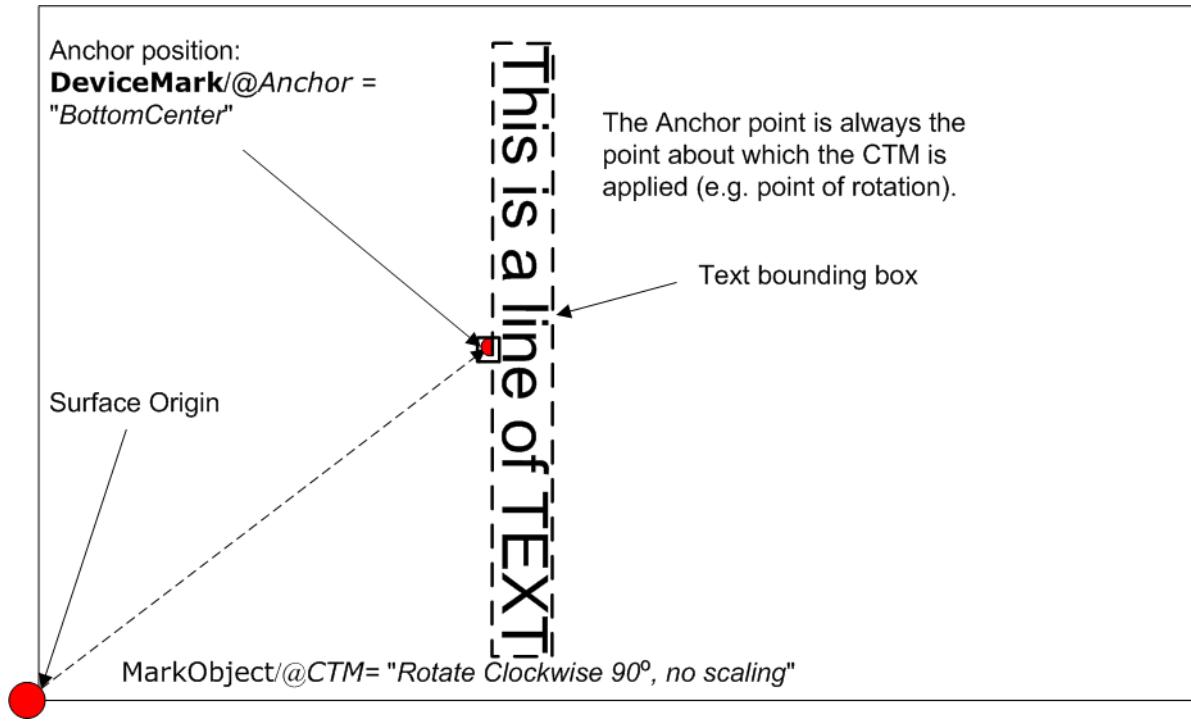 Anchor position:
DeviceMark/@Anchor =
"BottomCenter"
This is a line of TEXT
The Anchor point is always the
point about which the CTM is
applied (e.g. point of rotation).
Text bounding box
Surface Origin
MarkObject/@CTM= "Rotate Clockwise 90º, no scaling"